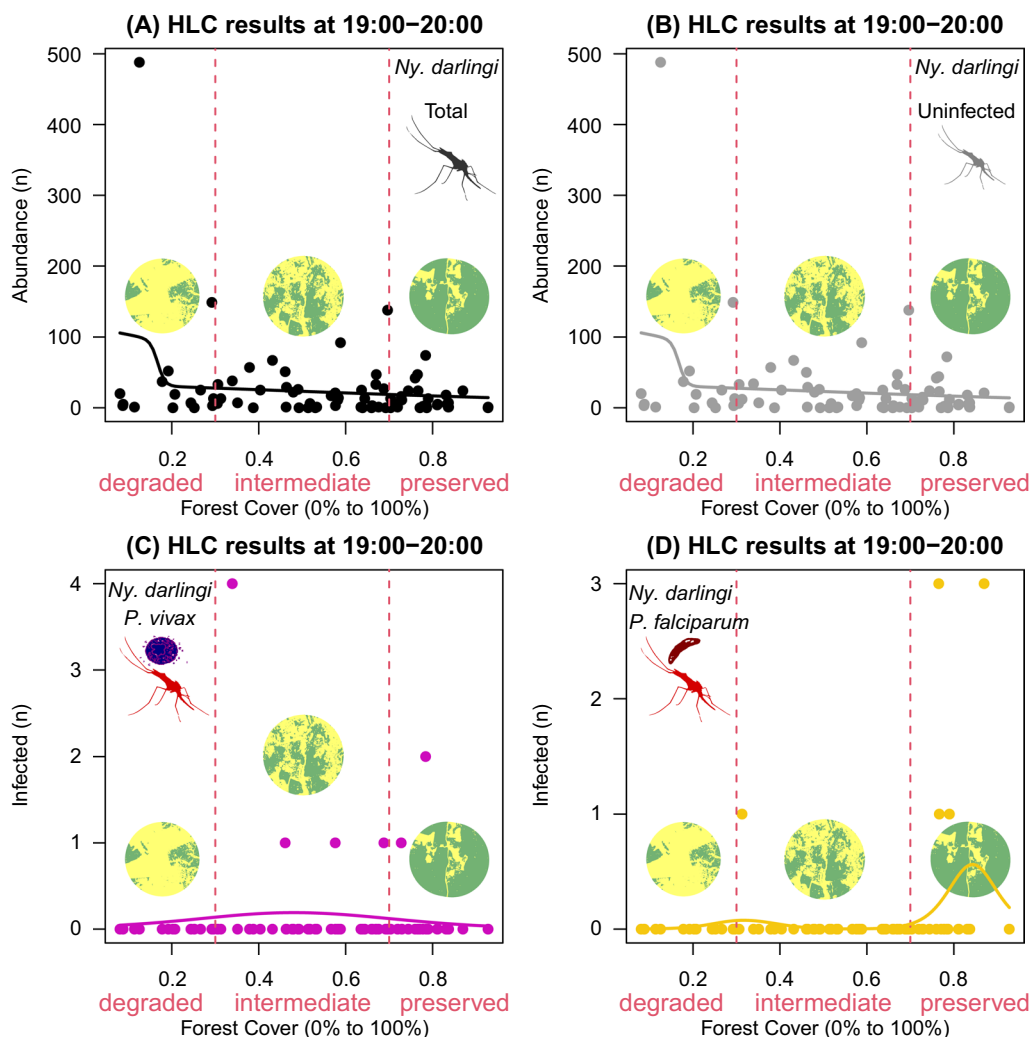 (A) HLC results at 19:00−20:00
Ny. darlingi
Total
Abundance (n)
500
400
300
200
100
0
0.2 0.4 0.6 0.8
degraded intermediate preserved
Forest Cover (0% to 100%)
(B) HLC results at 19:00−20:00
Ny. darlingi
Uninfected
Abundance (n)
500
400
300
200
100
0
0.2 0.4 0.6 0.8
degraded intermediate preserved
Forest Cover (0% to 100%)
(C) HLC results at 19:00−20:00
Ny. darlingi
P. vivax
Infected (n)
4
3
2
1
0
0.2 0.4 0.6 0.8
degraded intermediate preserved
Forest Cover (0% to 100%)
(D) HLC results at 19:00−20:00
Ny. darlingi
P. falciparum
Infected (n)
3
2
1
0
0.2 0.4 0.6 0.8
degraded intermediate preserved
Forest Cover (0% to 100%)